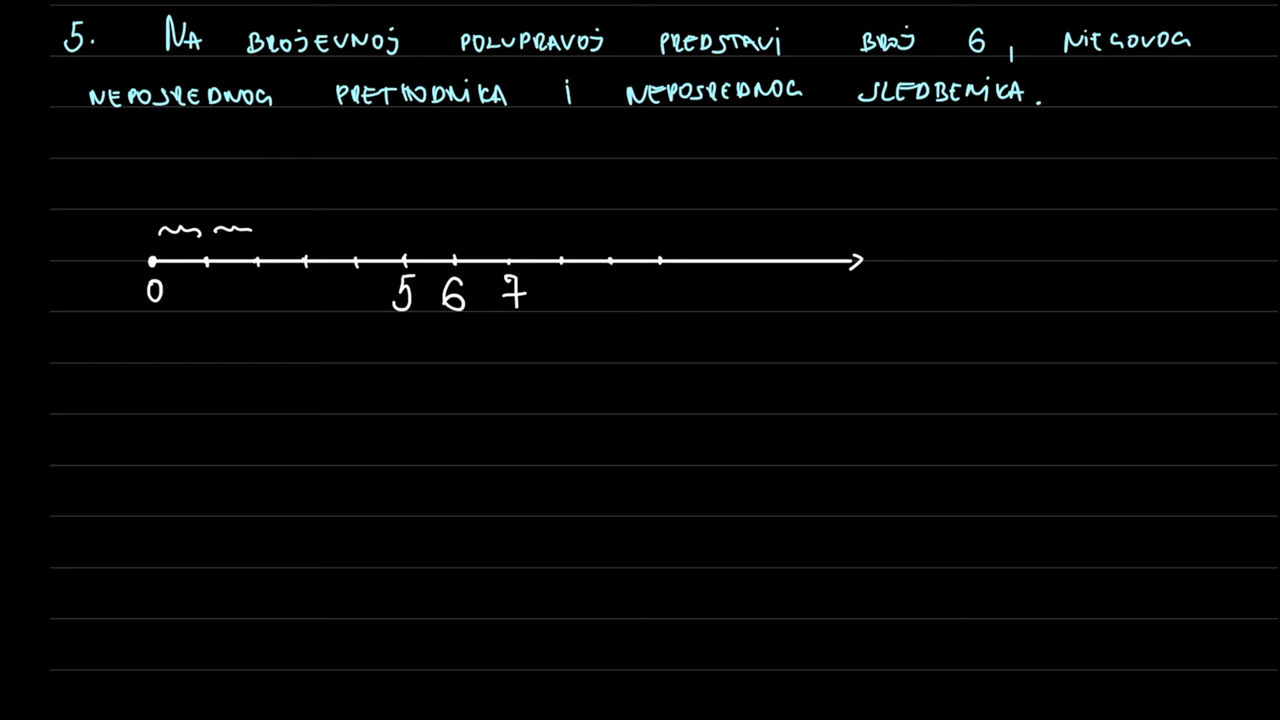 5. NA BROJEVNOJ POLUPRAVOJ PREDSTAVI BROJ 6, NJEGOVOG
NEPOSREDNOG PRETHODNIKA I NEPOSREDNOG SLEDBENIKA.
0 5 6 7